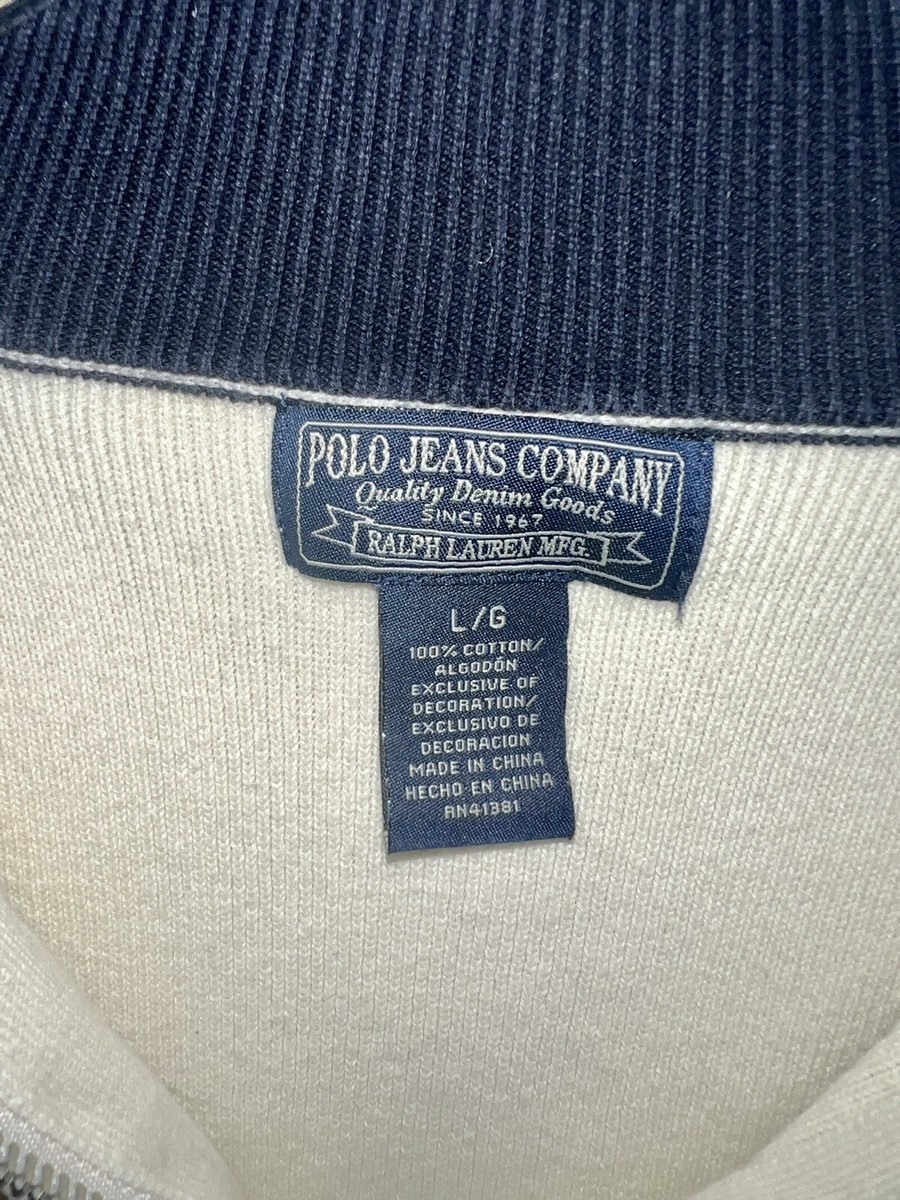 POLO JEANS COMPANY
Quality Denim Goods
SINCE 1967
RALPH LAUREN MFG.
L/G
100% COTTON/
ALGODÓN
EXCLUSIVE OF
DECORATION/
EXCLUSIVO DE
DECORACION
MADE IN CHINA
HECHO EN CHINA
RN41381